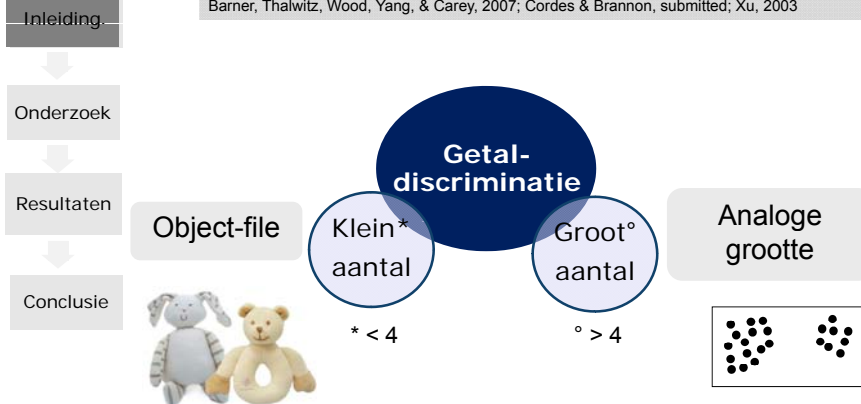 Inleiding
Barner, Thalwitz, Wood, Yang, & Carey, 2007; Cordes & Brannon, submitted; Xu, 2003
Onderzoek
Resultaten
Conclusie
Getal-
discriminatie
Object-file
Klein*
aantal
* < 4
Groot°
aantal
° > 4
Analoge
grootte